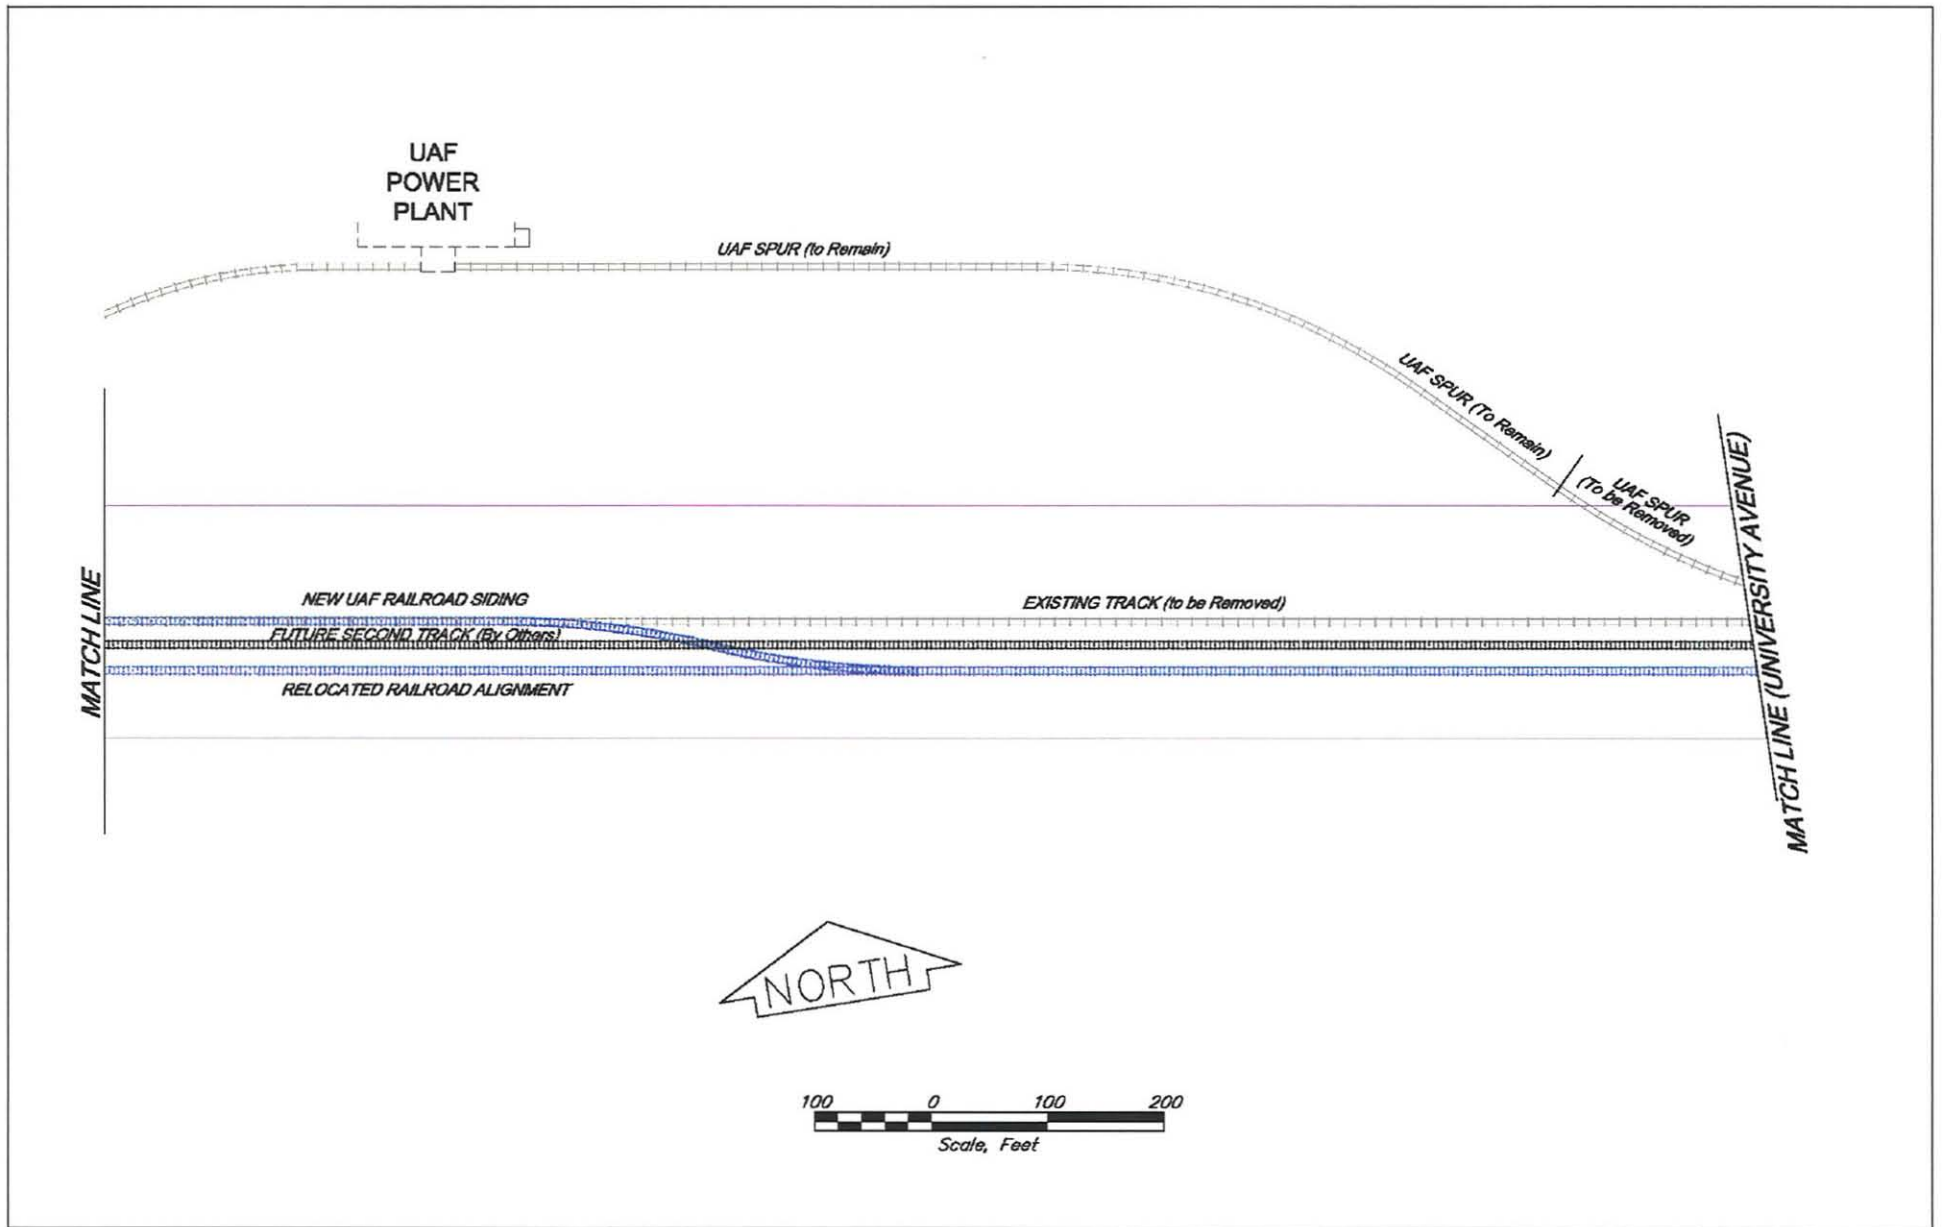 UAF
POWER
PLANT
UAF SPUR (to Remain)
UAF SPUR (To Remain)
UAF SPUR
(To be Removed)
MATCH LINE
MATCH LINE (UNIVERSITY AVENUE)
NEW UAF RAILROAD SIDING
EXISTING TRACK (to be Removed)
FUTURE SECOND TRACK (By Others)
RELOCATED RAILROAD ALIGNMENT
NORTH
100 0 100 200
Scale, Feet